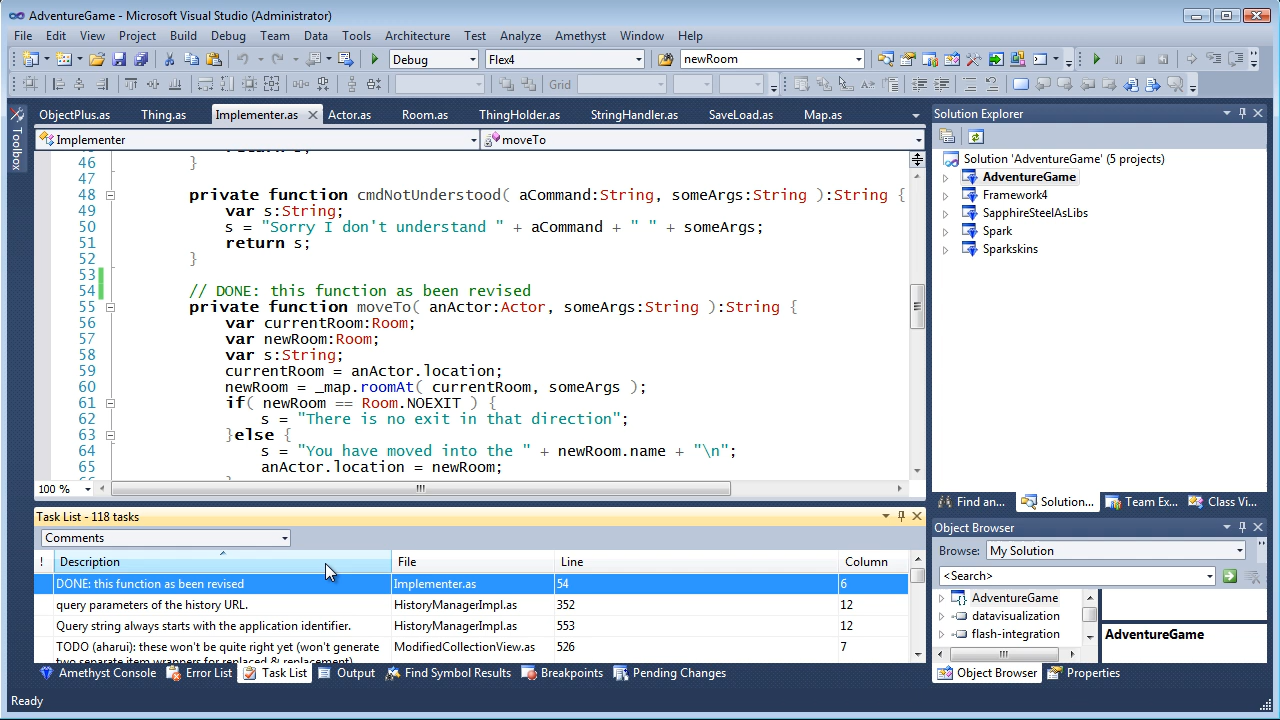 AdventureGame - Microsoft Visual Studio (Administrator)
File Edit View Project Build Debug Team Data Tools Architecture Test Analyze Amethyst Window Help
Debug Flex4 newRoom
Grid
Toolbox
ObjectPlus.as Thing.as Implementer.as Actor.as Room.as ThingHolder.as StringHandler.as SaveLoad.as Map.as
Implementer moveTo
46 }
47
48 private function cmdNotUnderstood( aCommand:String, someArgs:String ):String {
49 var s:String;
50 s = "Sorry I don't understand " + aCommand + " " + someArgs;
51 return s;
52 }
53
54 // DONE: this function as been revised
55 private function moveTo( anActor:Actor, someArgs:String ):String {
56 var currentRoom:Room;
57 var newRoom:Room;
58 var s:String;
59 currentRoom = anActor.location;
60 newRoom = _map.roomAt( currentRoom, someArgs );
61 if( newRoom == Room.NOEXIT ) {
62 s = "There is no exit in that direction";
63 }else {
64 s = "You have moved into the " + newRoom.name + "\n";
65 anActor.location = newRoom;
100 %
Task List - 118 tasks
Comments
! Description File Line Column
DONE: this function as been revised Implementer.as 54 6
query parameters of the history URL. HistoryManagerImpl.as 352 12
Query string always starts with the application identifier. HistoryManagerImpl.as 553 12
TODO (aharui): these won't be quite right yet (won't generate ModifiedCollectionView.as 526 7
two separate item wrappers for replaced & replacement)
Amethyst Console Error List Task List Output Find Symbol Results Breakpoints Pending Changes
Solution Explorer
Solution 'AdventureGame' (5 projects)
AdventureGame
Framework4
SapphireSteelAsLibs
Spark
Sparkskins
Find an... Solution... Team Ex... Class Vi...
Object Browser
Browse: My Solution
<Search>
AdventureGame
datavisualization
flash-integration
AdventureGame
Object Browser Properties
Ready